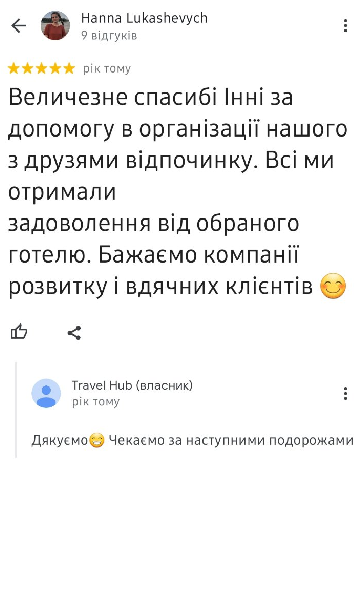 Hanna Lukashevych
9 відгуків
рік тому
Величезне спасибі Інні за
допомогу в організації нашого
з друзями відпочинку. Всі ми
отримали
задоволення від обраного
готелю. Бажаємо компанії
розвитку і вдячних клієнтів 😊
Travel Hub (власник)
рік тому
Дякуємо😁 Чекаємо за наступними подорожами